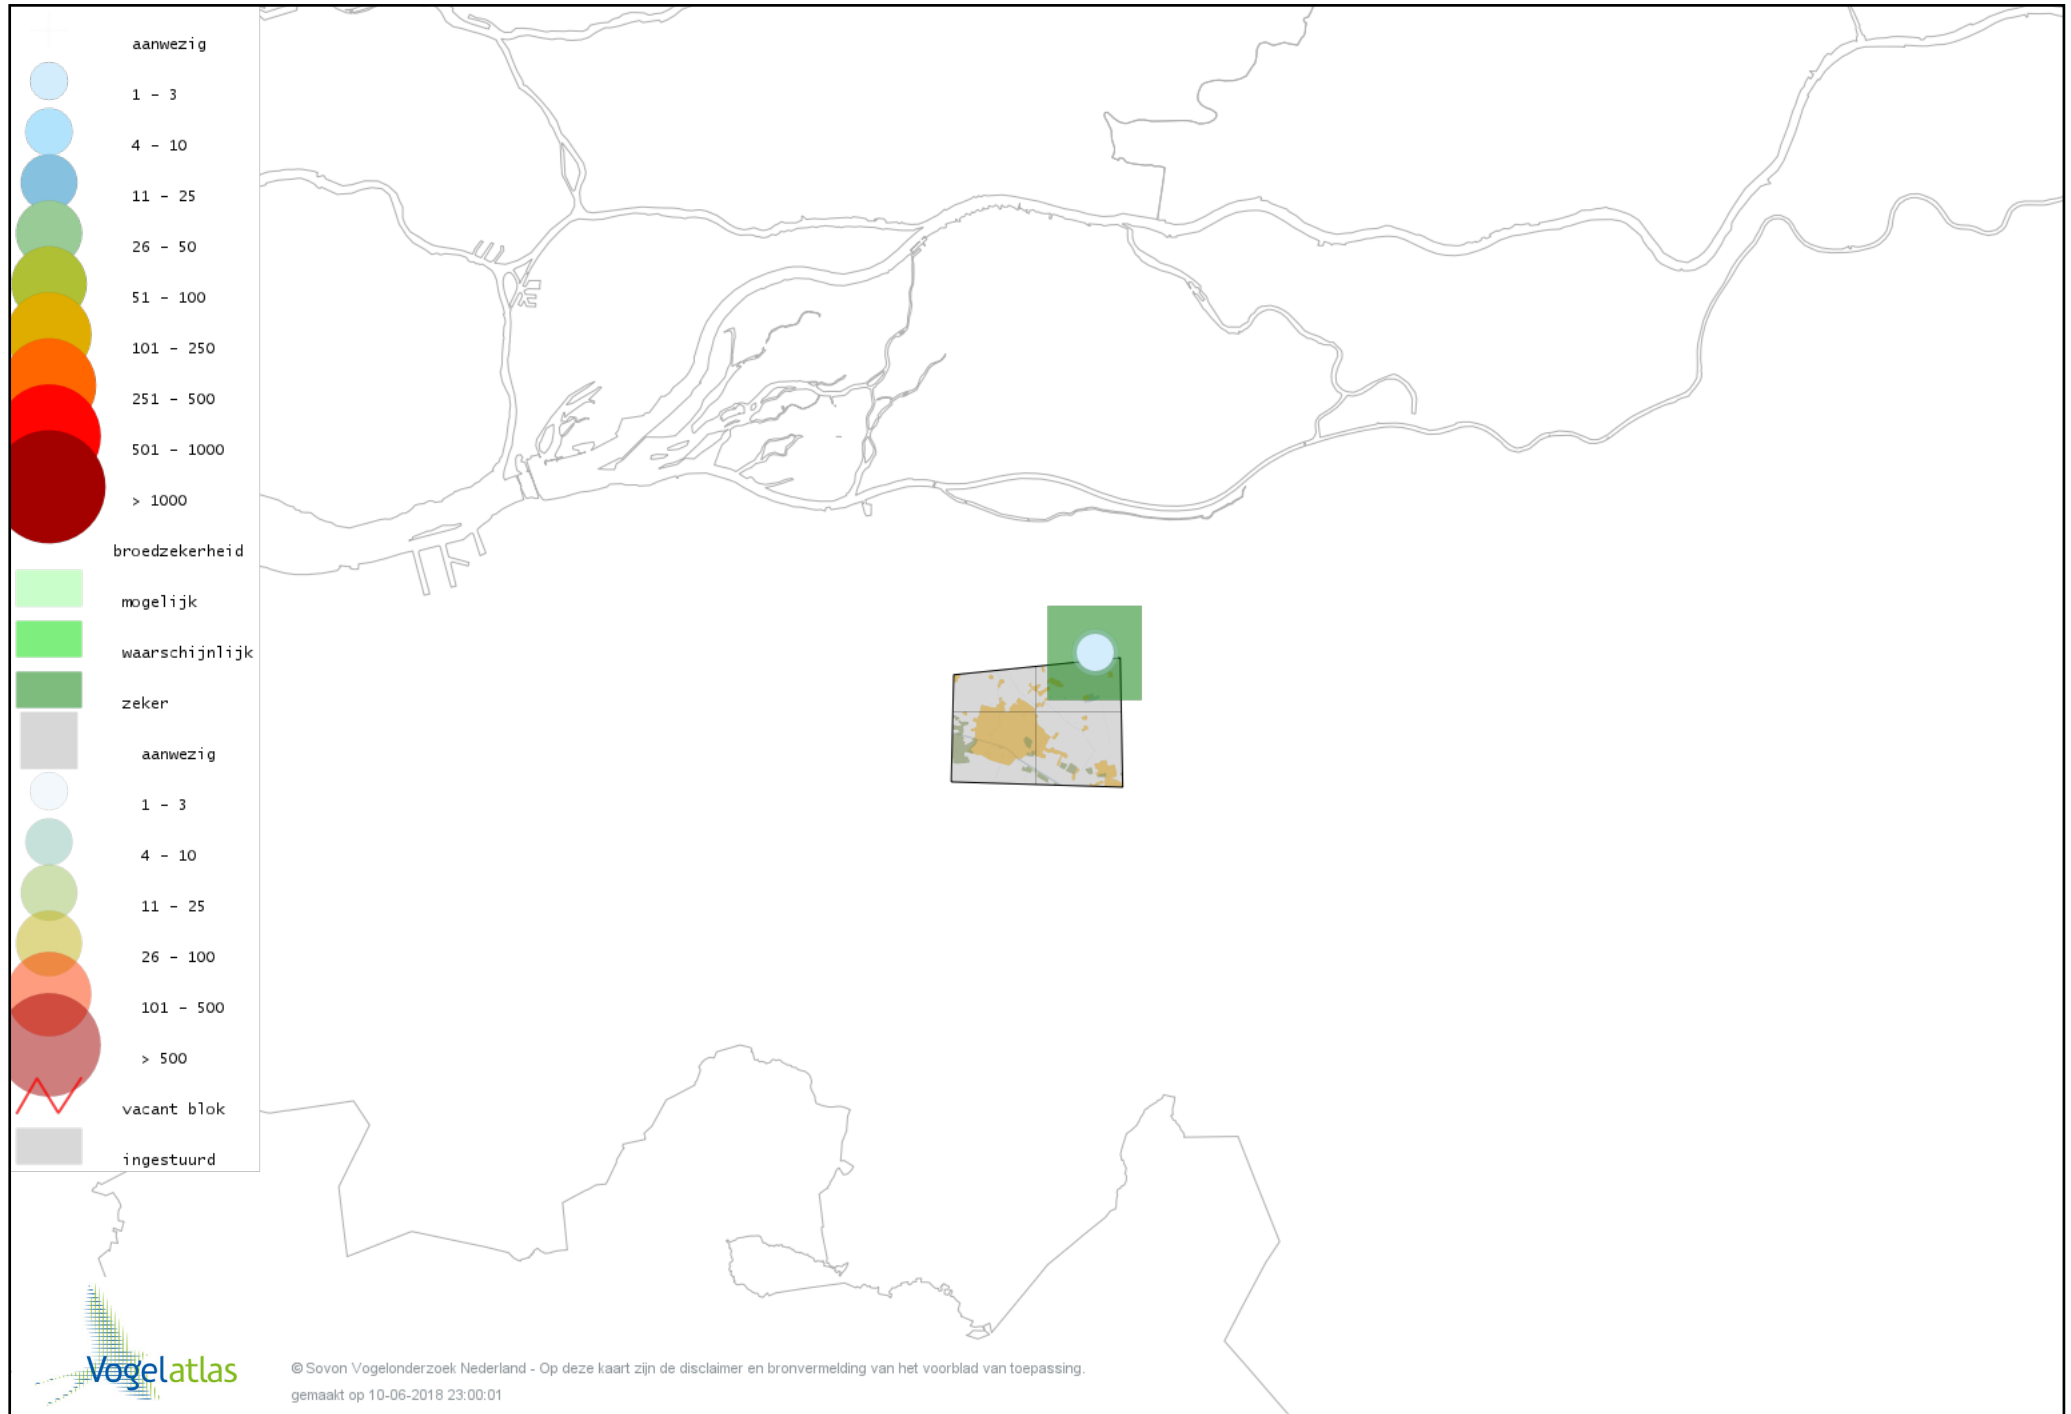 aanwezig
1 - 3
4 - 10
11 - 25
26 - 50
51 - 100
101 - 250
251 - 500
501 - 1000
> 1000
broedzekerheid
mogelijk
waarschijnlijk
zeker
aanwezig
1 - 3
4 - 10
11 - 25
26 - 100
101 - 500
> 500
vacant blok
ingestuurd
Vogelatlas
© Sovon Vogelonderzoek Nederland - Op deze kaart zijn de disclaimer en bronvermelding van het voorblad van toepassing.
gemaakt op 10-06-2018 23:00:01